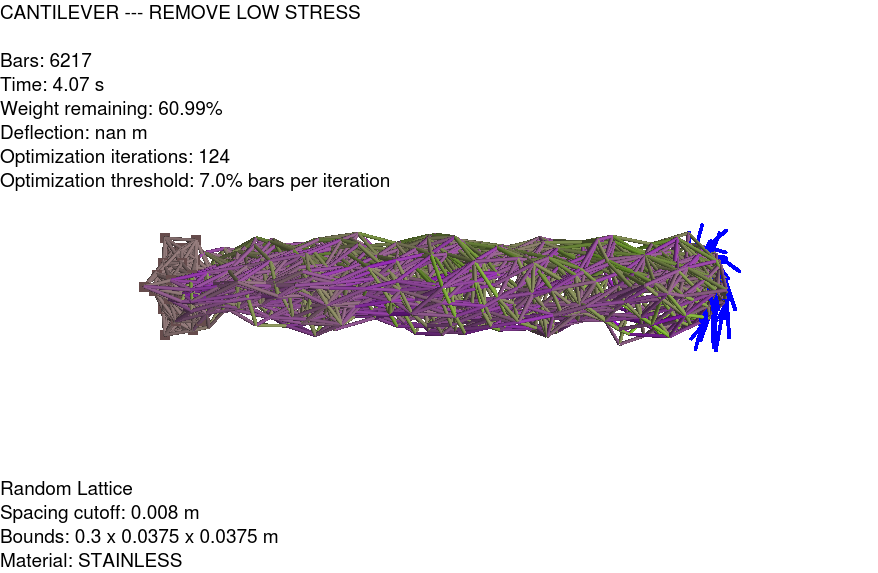 CANTILEVER --- REMOVE LOW STRESS
Bars: 6217
Time: 4.07 s
Weight remaining: 60.99%
Deflection: nan m
Optimization iterations: 124
Optimization threshold: 7.0% bars per iteration
Random Lattice
Spacing cutoff: 0.008 m
Bounds: 0.3 x 0.0375 x 0.0375 m
Material: STAINLESS